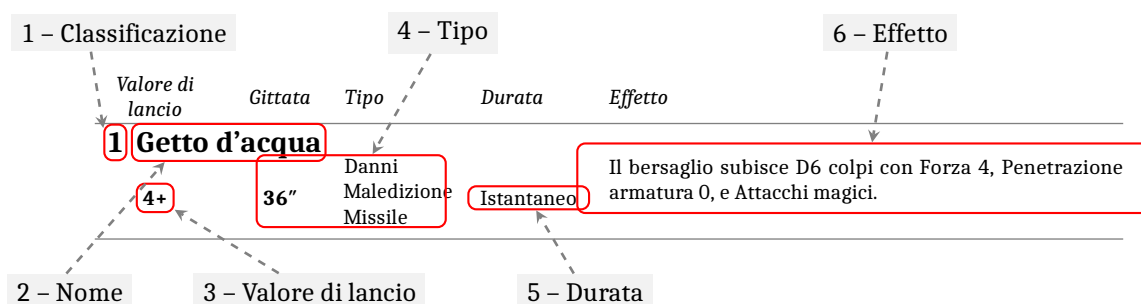 1 – Classificazione
4 – Tipo
6 – Effetto
Valore di
lancio
Gittata
Tipo
Durata
Effetto
1 Getto d’acqua
4+
36″
Danni
Maledizione
Missile
Istantaneo
Il bersaglio subisce D6 colpi con Forza 4, Penetrazione
armatura 0, e Attacchi magici.
2 – Nome
3 – Valore di lancio
5 – Durata